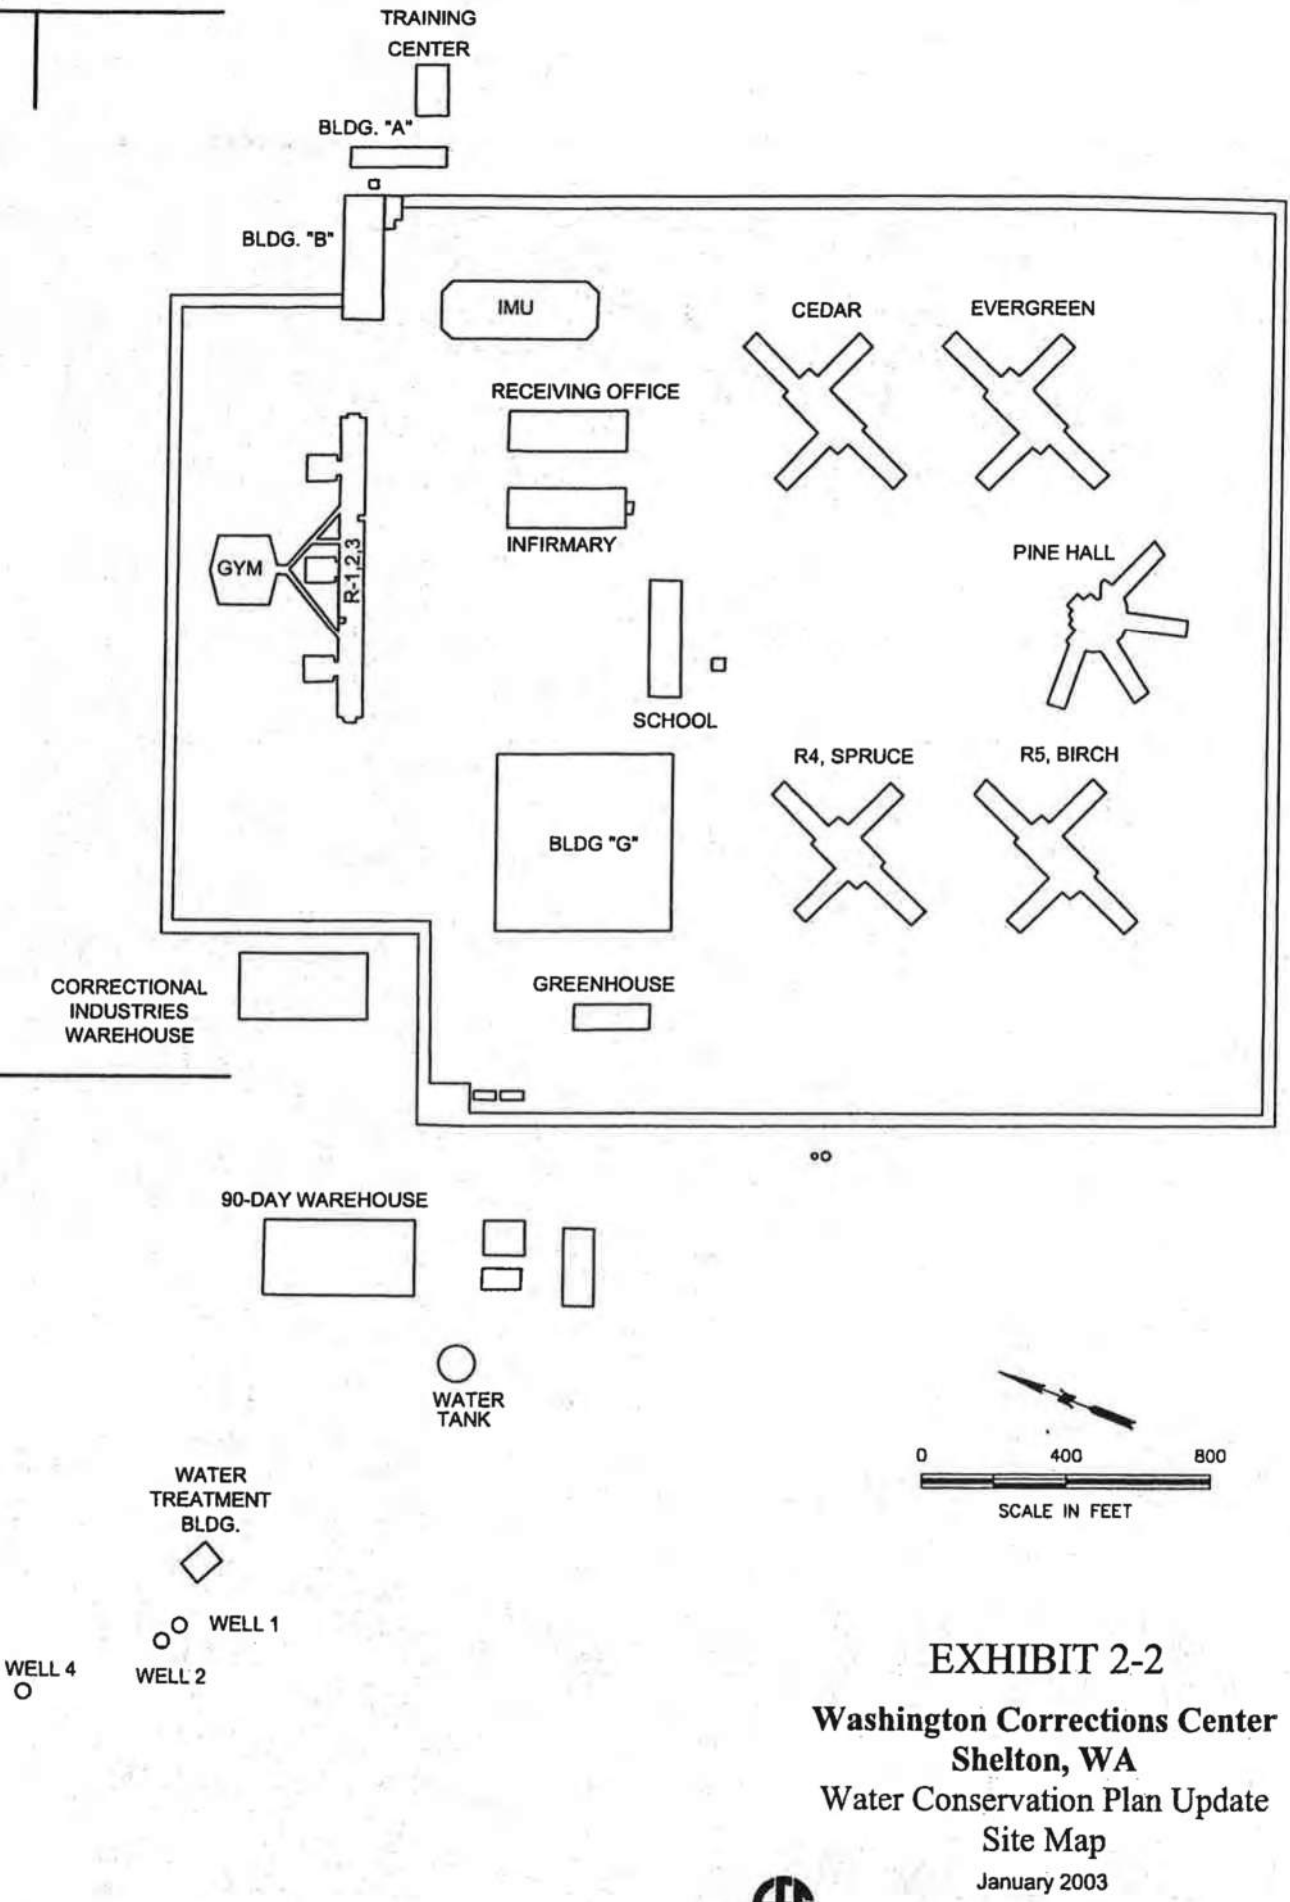 TRAINING
CENTER
BLDG. "A"
BLDG. "B"
IMU
CEDAR
EVERGREEN
RECEIVING OFFICE
INFIRMARY
GYM
R-1,2,3
PINE HALL
SCHOOL
R4, SPRUCE
R5, BIRCH
BLDG "G"
GREENHOUSE
CORRECTIONAL
INDUSTRIES
WAREHOUSE
90-DAY WAREHOUSE
WATER
TANK
0 400 800
SCALE IN FEET
WATER
TREATMENT
BLDG.
WELL 1
WELL 2
WELL 4
EXHIBIT 2-2
Washington Corrections Center
Shelton, WA
Water Conservation Plan Update
Site Map
January 2003